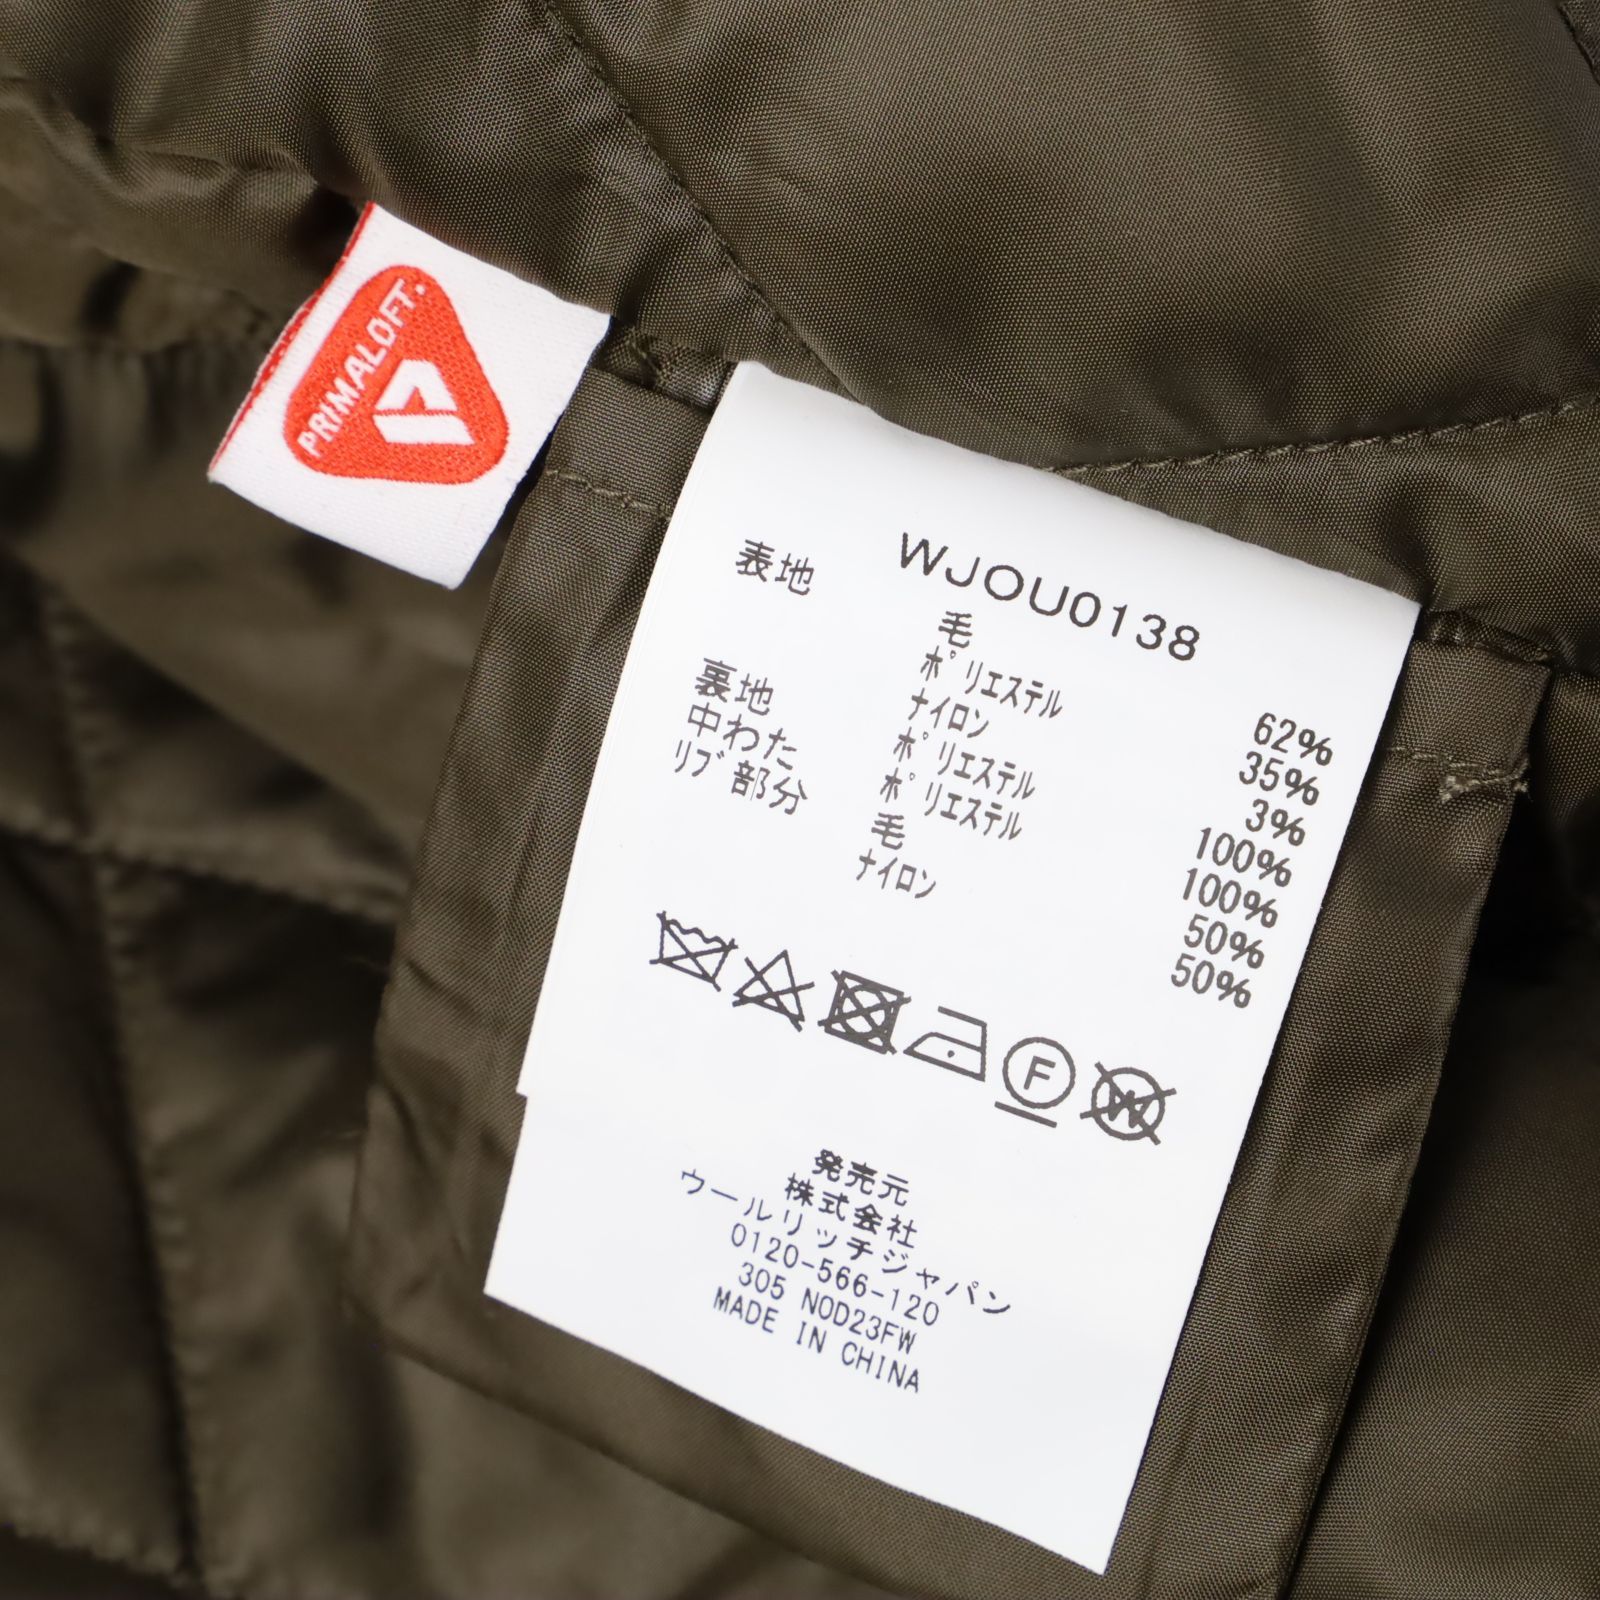 PRIMALOFT
WJOU0138
表地 毛 62%
ポリエステル 35%
ナイロン 3%
裏地 ポリエステル 100%
中わた ポリエステル 100%
リブ部分 毛 50%
ナイロン 50%
F W
発売元
株式会社
ウールリッチジャパン
0120-566-120
305 NOD23FW
MADE IN CHINA